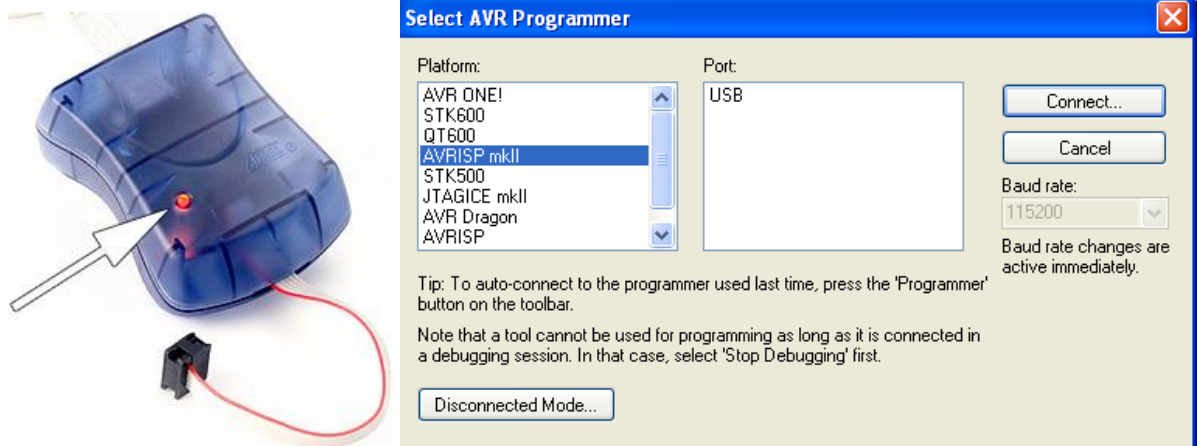 Select AVR Programmer
Platform:
AVR ONE!
STK600
QT600
AVRISP mkII
STK500
JTAGICE mkII
AVR Dragon
AVRISP
Port:
USB
Connect...
Cancel
Baud rate:
115200
Baud rate changes are
active immediately.
Tip: To auto-connect to the programmer used last time, press the 'Programmer'
button on the toolbar.
Note that a tool cannot be used for programming as long as it is connected in
a debugging session. In that case, select 'Stop Debugging' first.
Disconnected Mode...